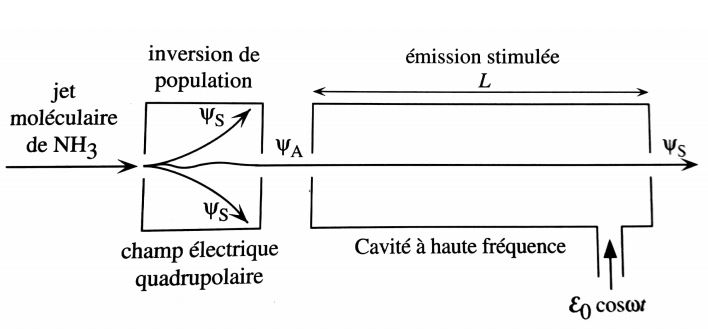 inversion de
population
émission stimulée
L
jet
moléculaire
de NH3
ψS
ψA
ψS
ψS
champ électrique
quadrupolaire
Cavité à haute fréquence
ℰ0 cosωt